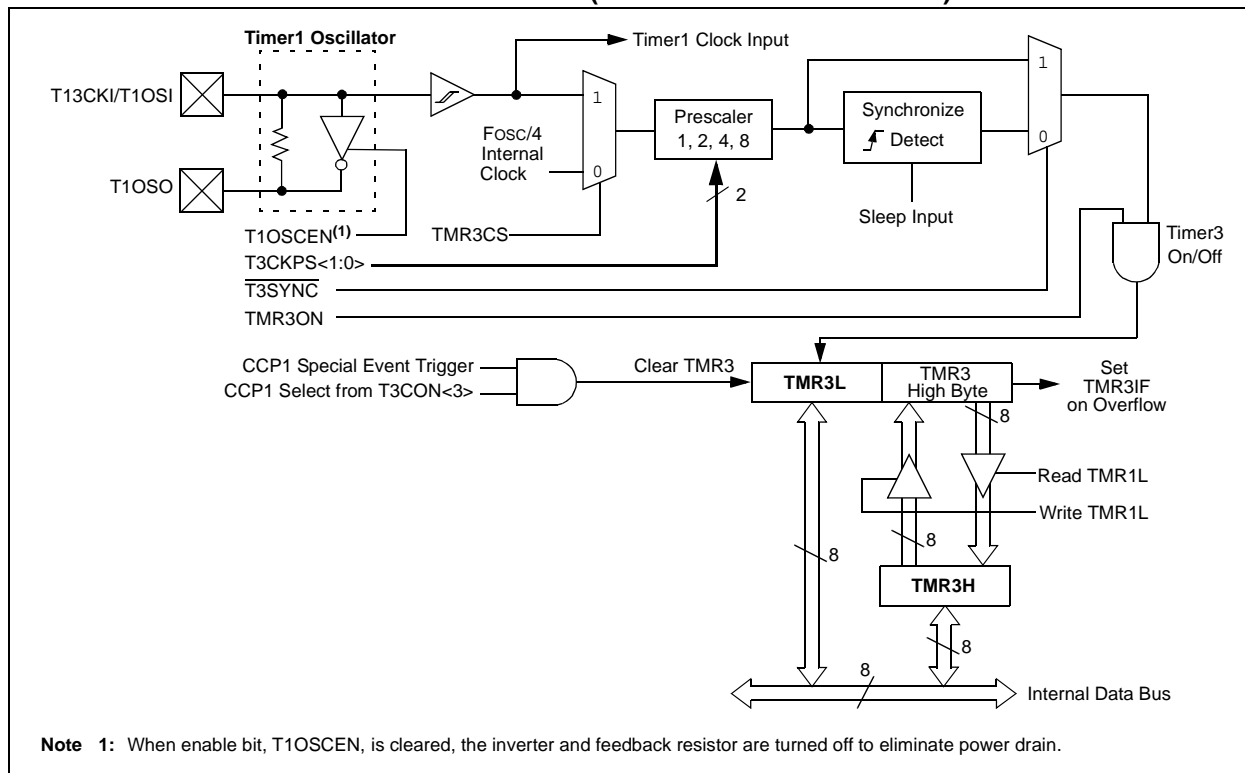 Timer1 Oscillator
Timer1 Clock Input
T13CKI/T1OSI
1
1
Prescaler
1, 2, 4, 8
Synchronize
Detect
FOSC/4
Internal
Clock
0
0
T1OSO
2
Sleep Input
T1OSCEN(1)
TMR3CS
Timer3
On/Off
T3CKPS<1:0>
T3SYNC
TMR3ON
CCP1 Special Event Trigger
CCP1 Select from T3CON<3>
Clear TMR3
TMR3L
TMR3
High Byte
Set
TMR3IF
on Overflow
8
Read TMR1L
Write TMR1L
8
8
TMR3H
8
8
Internal Data Bus
Note 1: When enable bit, T1OSCEN, is cleared, the inverter and feedback resistor are turned off to eliminate power drain.